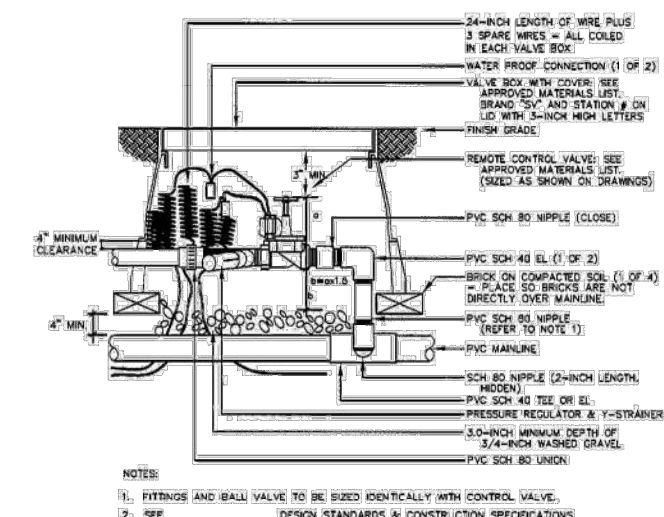 24-INCH LENGTH OF WIRE PLUS
3 SPARE WIRES - ALL COILED
IN EACH VALVE BOX
WATER PROOF CONNECTION (1 OF 2)
VALVE BOX WITH COVER: SEE
APPROVED MATERIALS LIST.
BRAND "SV" AND STATION # ON
LID WITH 3-INCH HIGH LETTERS
FINISH GRADE
REMOTE CONTROL VALVE: SEE
APPROVED MATERIALS LIST.
(SIZED AS SHOWN ON DRAWINGS)
3" MIN
a
PVC SCH 80 NIPPLE (CLOSE)
4" MINIMUM
CLEARANCE
PVC SCH 40 EL (1 OF 2)
b=ax1.5
BRICK ON COMPACTED SOIL (1 OF 4)
- PLACE SO BRICKS ARE NOT
DIRECTLY OVER MAINLINE
b
4" MIN.
PVC SCH 80 NIPPLE
(REFER TO NOTE 1)
PVC MAINLINE
SCH 80 NIPPLE (2-INCH LENGTH,
HIDDEN)
PVC SCH 40 TEE OR EL
PRESSURE REGULATOR & Y-STRAINER
3.0-INCH MINIMUM DEPTH OF
3/4-INCH WASHED GRAVEL
PVC SCH 80 UNION
NOTES:
1. FITTINGS AND BALL VALVE TO BE SIZED IDENTICALLY WITH CONTROL VALVE.
2. SEE DESIGN STANDARDS & CONSTRUCTION SPECIFICATIONS